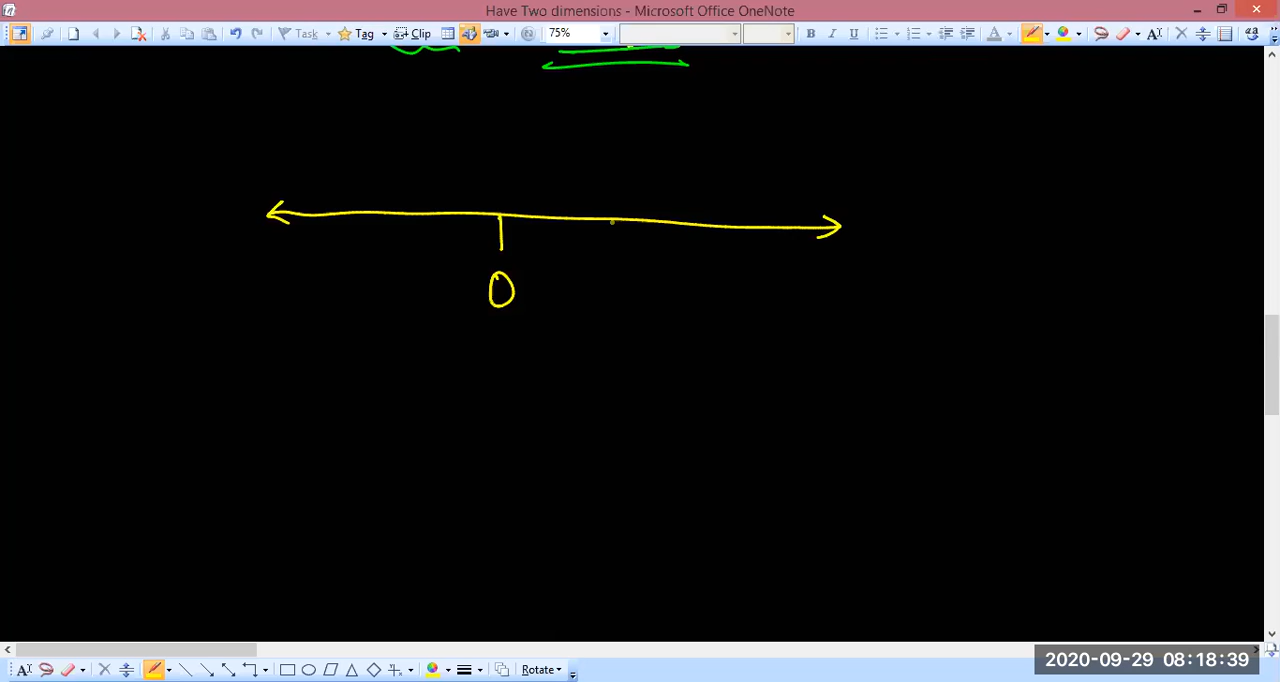 Have Two dimensions - Microsoft Office OneNote
Task Tag Clip 75% B I U
0
Rotate
2020-09-29 08:18:39